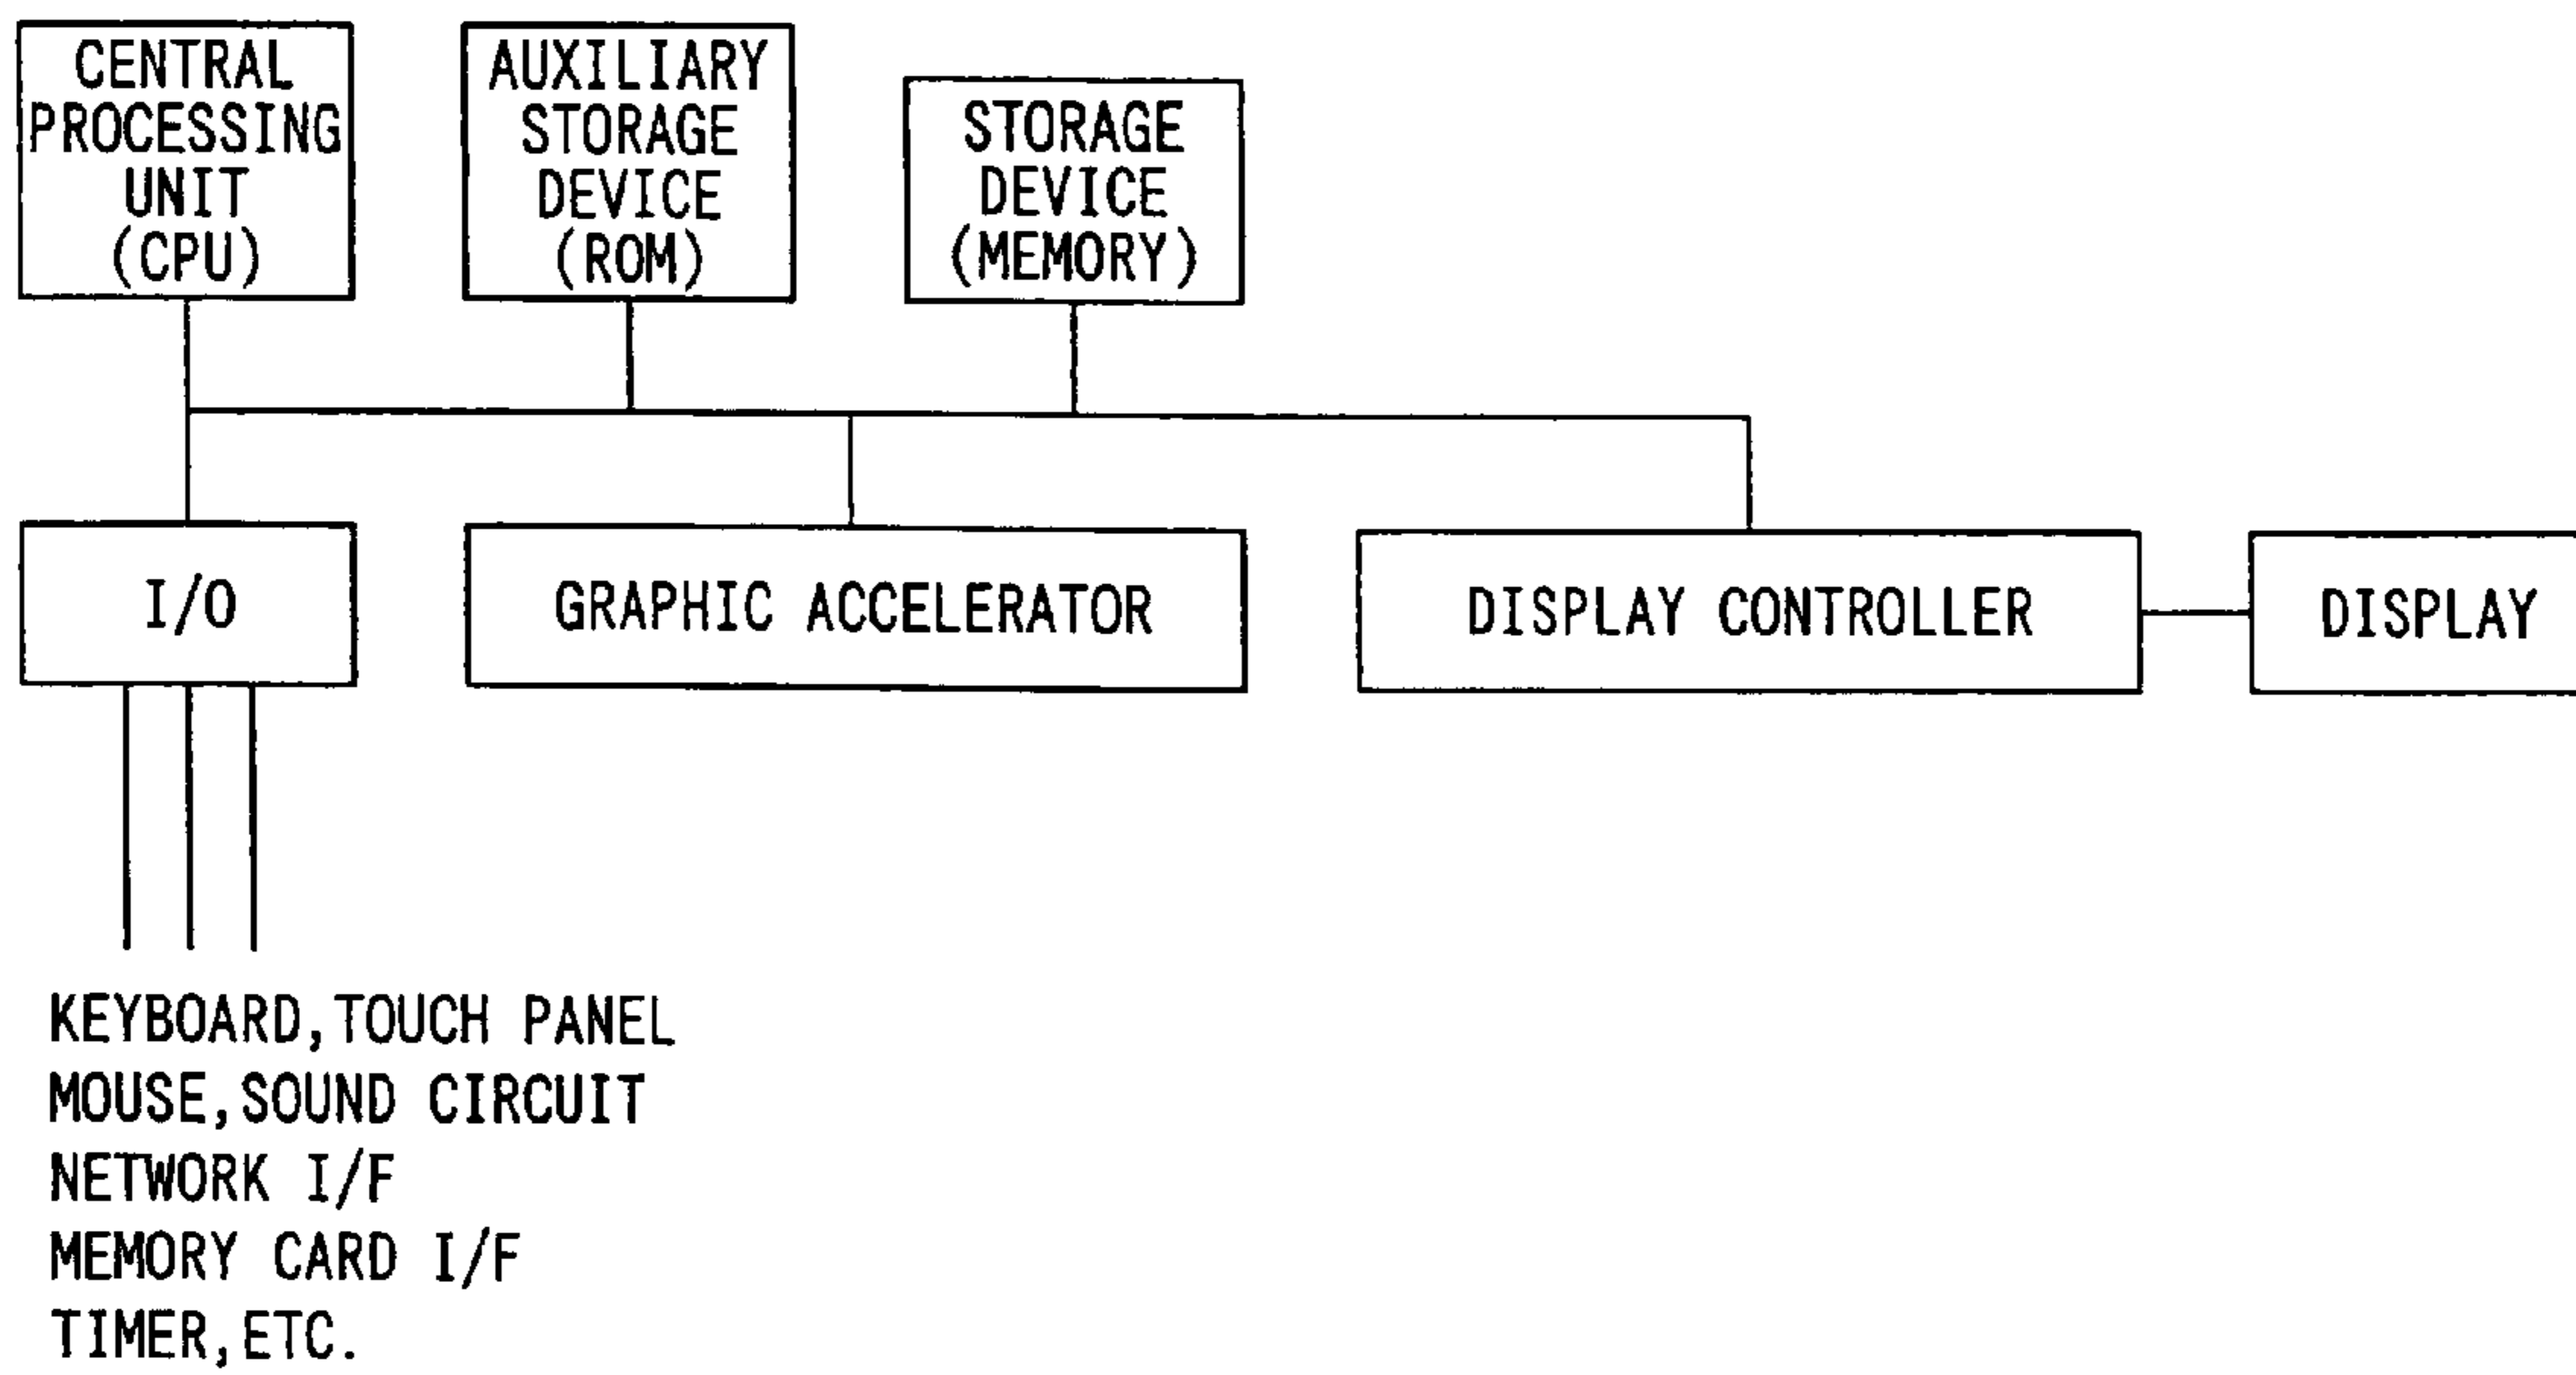 CENTRAL
PROCESSING
UNIT
(CPU)
AUXILIARY
STORAGE
DEVICE
(ROM)
STORAGE
DEVICE
(MEMORY)
I/O
GRAPHIC ACCELERATOR
DISPLAY CONTROLLER
DISPLAY
KEYBOARD,TOUCH PANEL
MOUSE,SOUND CIRCUIT
NETWORK I/F
MEMORY CARD I/F
TIMER,ETC.